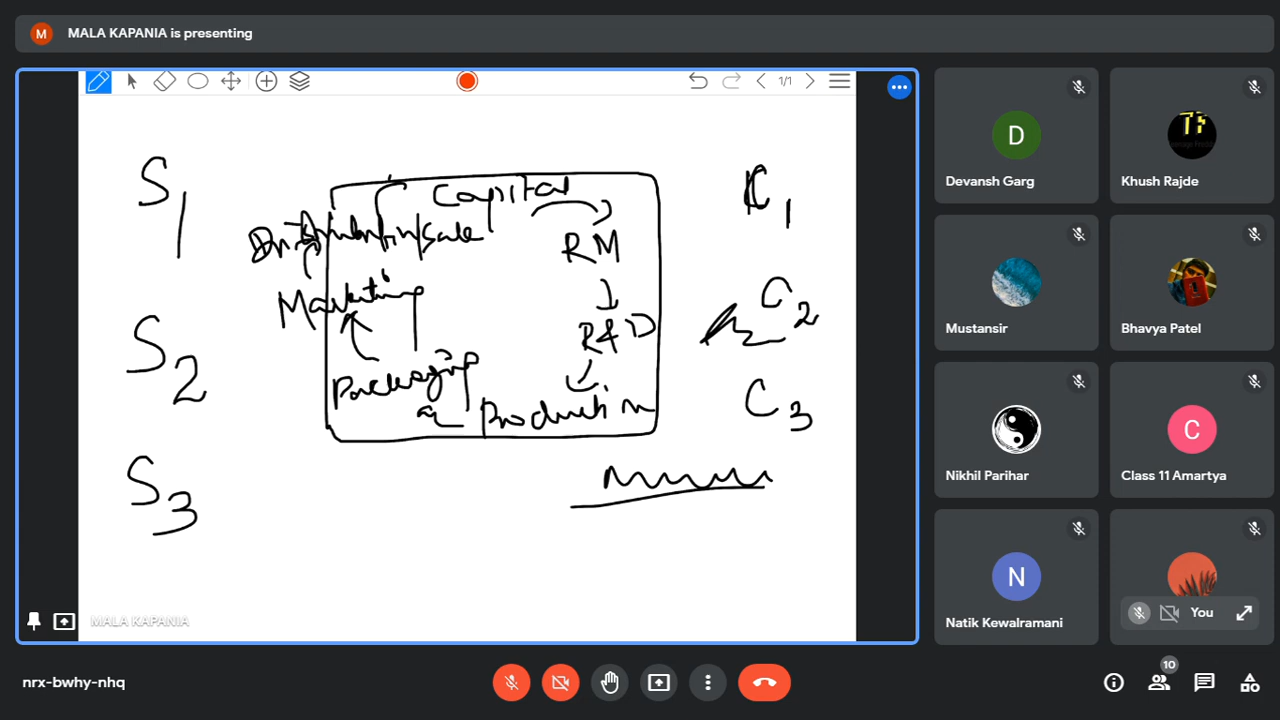 M MALA KAPANIA is presenting
1/1
S1
Capital
C1
Distribution/sale
RM
Marketing
C2
S2
R&D
Packaging
Production
C3
S3
MALA KAPANIA
D
Devansh Garg
Khush Rajde
Mustansir
Bhavya Patel
Nikhil Parihar
C
Class 11 Amartya
N
Natik Kewalramani
You
nrx-bwhy-nhq
10